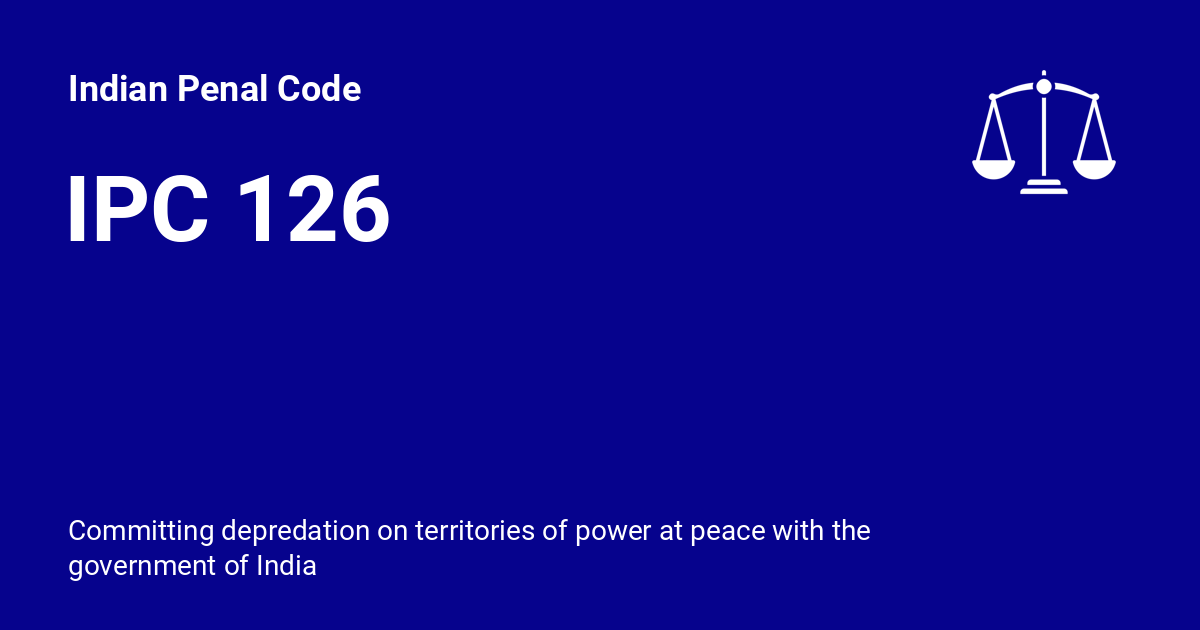 Indian Penal Code
IPC 126
Committing depredation on territories of power at peace with the
government of India